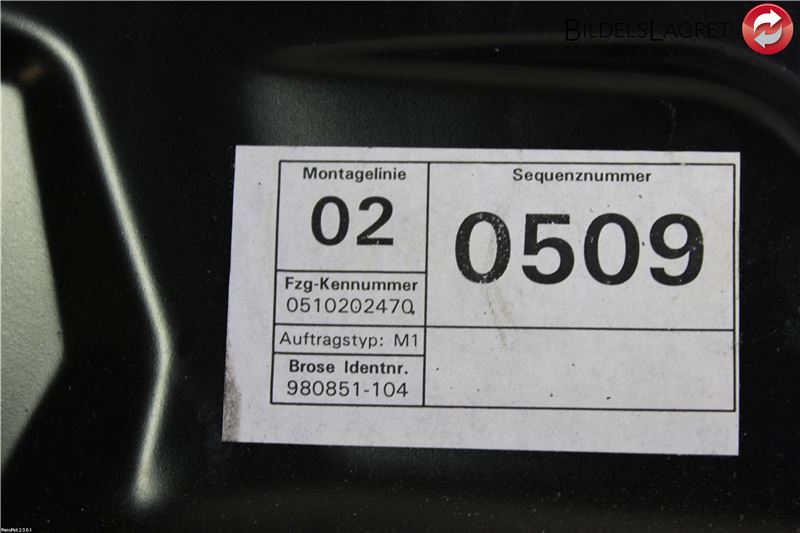 BILDELSLAGRET
Montagelinie
02
Sequenznummer
0509
Fzg-Kennummer
0510202470
Auftragstyp: M1
Brose Identnr.
980851-104